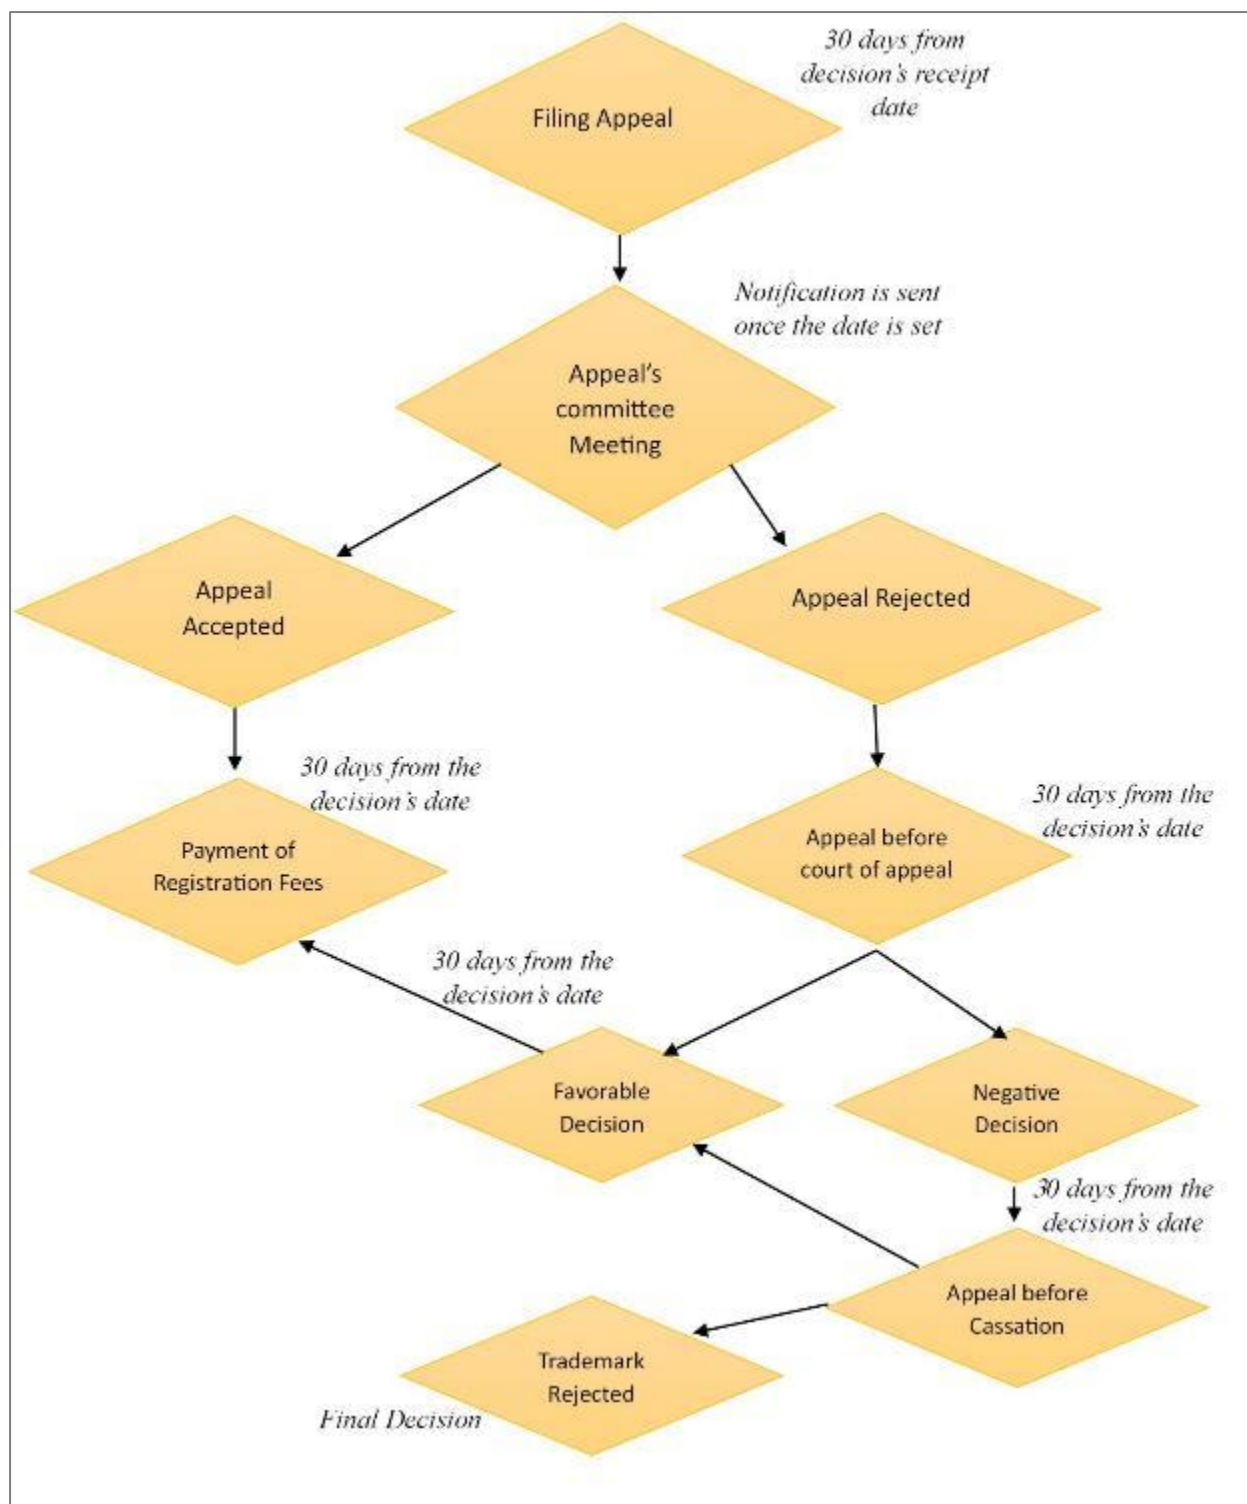 30 days from
decision's receipt
date
Filing Appeal
Notification is sent
once the date is set
Appeal's
committee
Meeting
Appeal
Accepted
Appeal Rejected
30 days from the
decision's date
Payment of
Registration Fees
30 days from the
decision's date
Appeal before
court of appeal
30 days from the
decision's date
Favorable
Decision
Negative
Decision
30 days from the
decision's date
Appeal before
Cassation
Trademark
Rejected
Final Decision